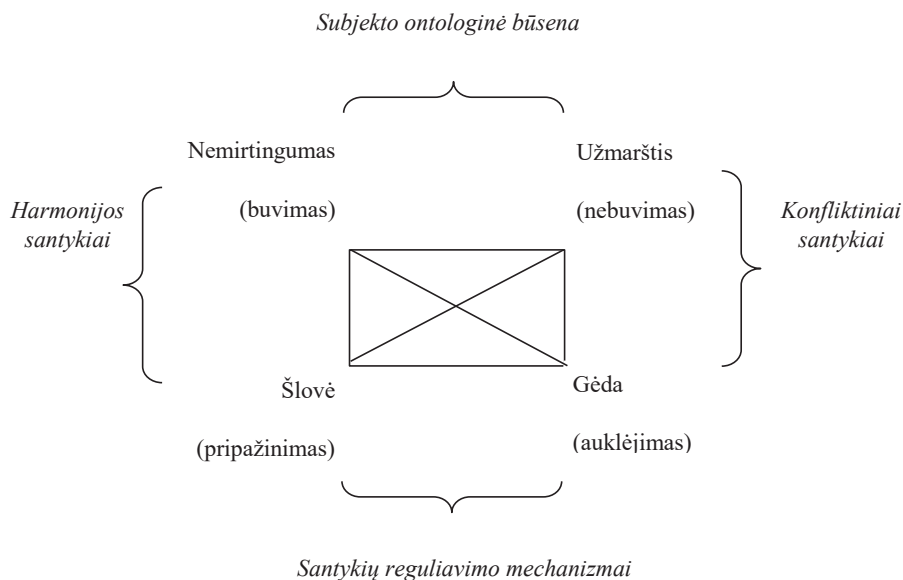 Subjekto ontologinė būsena
Nemirtingumas
Užmarštis
(buvimas)
(nebuvimas)
Harmonijos
santykiai
Konfliktiniai
santykiai
Šlovė
Gėda
(pripažinimas)
(auklėjimas)
Santykių reguliavimo mechanizmai